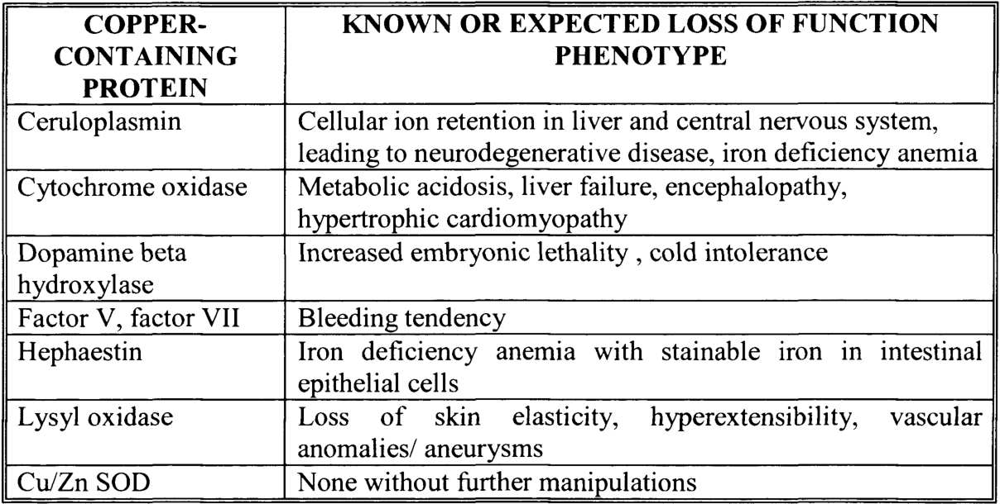 COPPER-
CONTAINING
PROTEIN
KNOWN OR EXPECTED LOSS OF FUNCTION
PHENOTYPE
Ceruloplasmin
Cellular ion retention in liver and central nervous system,
leading to neurodegenerative disease, iron deficiency anemia
Cytochrome oxidase
Metabolic acidosis, liver failure, encephalopathy,
hypertrophic cardiomyopathy
Dopamine beta
hydroxylase
Increased embryonic lethality , cold intolerance
Factor V, factor VII
Bleeding tendency
Hephaestin
Iron deficiency anemia with stainable iron in intestinal
epithelial cells
Lysyl oxidase
Loss of skin elasticity, hyperextensibility, vascular
anomalies/ aneurysms
Cu/Zn SOD
None without further manipulations